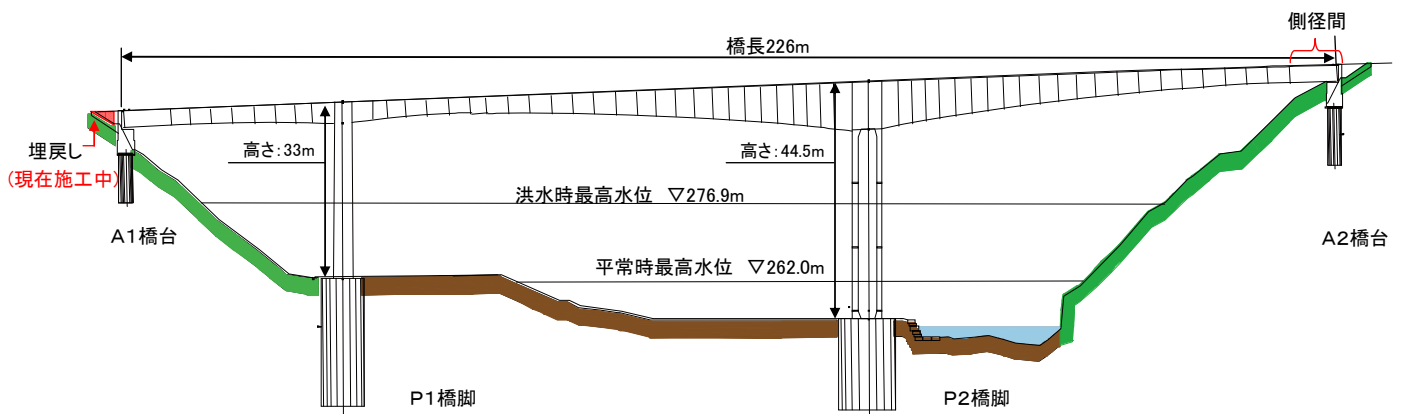 側径間
橋長226m
埋戻し
(現在施工中)
高さ：33m
高さ：44.5m
洪水時最高水位 ▽276.9m
A1橋台
A2橋台
平常時最高水位 ▽262.0m
P1橋脚
P2橋脚